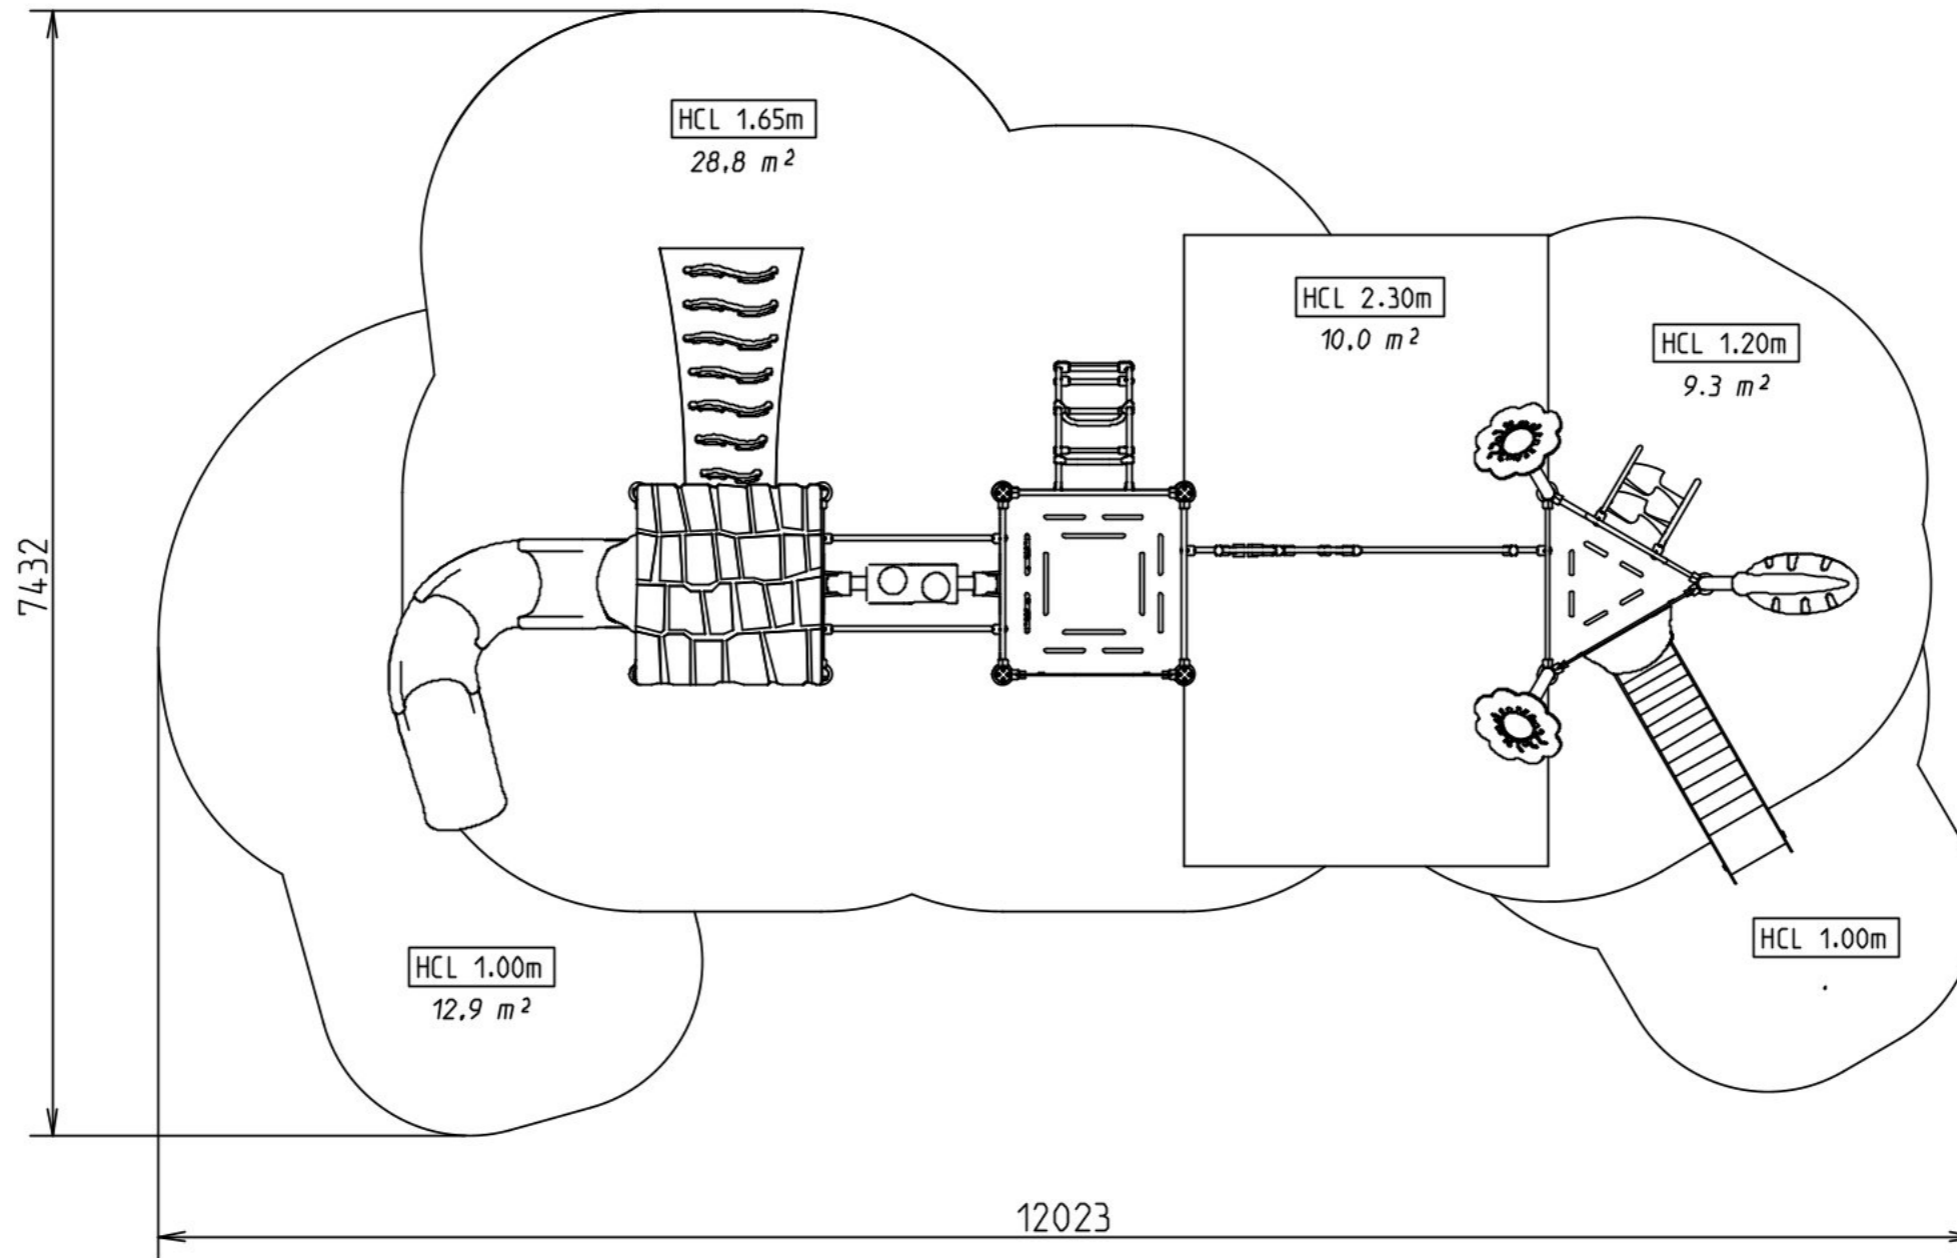 HCL 1.65m
28,8 m²
HCL 2.30m
10,0 m²
HCL 1.20m
9.3 m²
7432
HCL 1.00m
12,9 m²
HCL 1.00m
12023